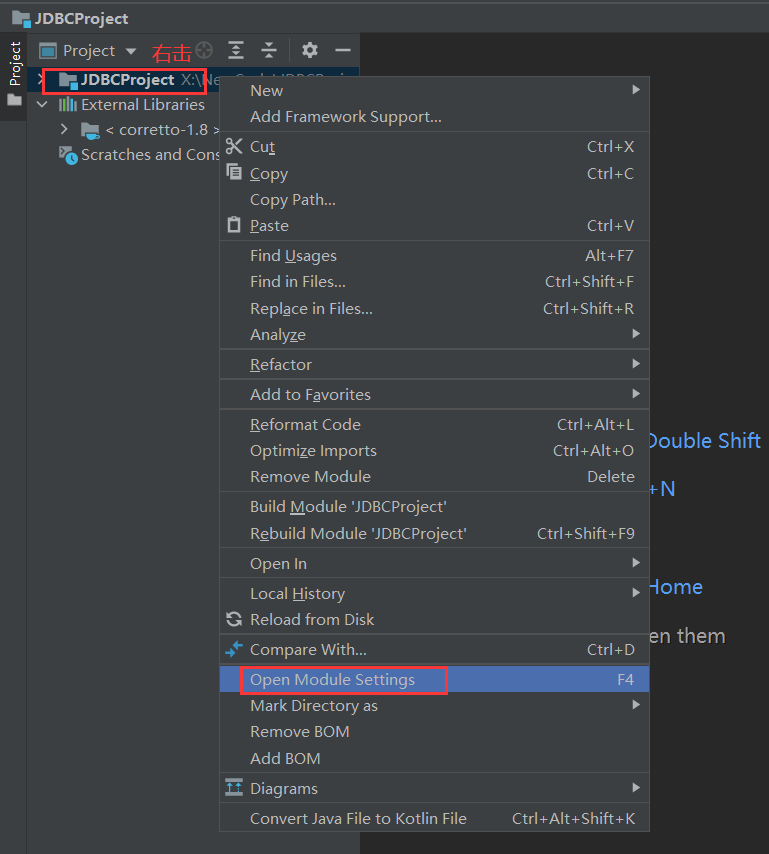 JDBCProject
Project
Project
右击
JDBCProject X:\
External Libraries
< corretto-1.8 >
Scratches and Cons
New
Add Framework Support...
Cut Ctrl+X
Copy Ctrl+C
Copy Path...
Paste Ctrl+V
Find Usages Alt+F7
Find in Files... Ctrl+Shift+F
Replace in Files... Ctrl+Shift+R
Analyze
Refactor
Add to Favorites
Reformat Code Ctrl+Alt+L
Optimize Imports Ctrl+Alt+O
Remove Module Delete
Build Module 'JDBCProject'
Rebuild Module 'JDBCProject' Ctrl+Shift+F9
Open In
Local History
Reload from Disk
Compare With... Ctrl+D
Open Module Settings F4
Mark Directory as
Remove BOM
Add BOM
Diagrams
Convert Java File to Kotlin File Ctrl+Alt+Shift+K
Double Shift
+N
Home
en them